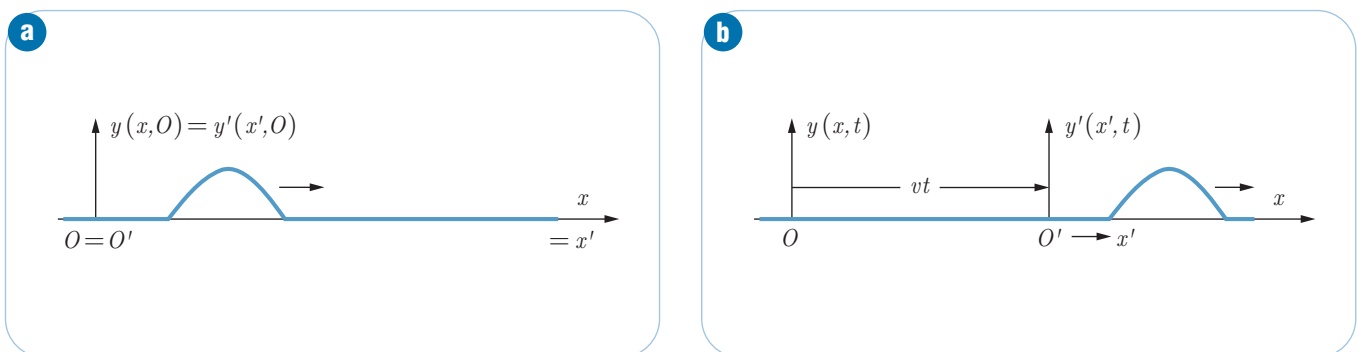 a
y(x,O) = y′(x′,O)
x
O = O′
= x′
b
y(x,t)
y′(x′,t)
vt
x
O
O′
x′